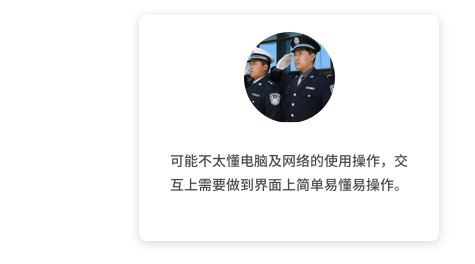 可能不太懂电脑及网络的使用操作，交
互上需要做到界面上简单易懂易操作。